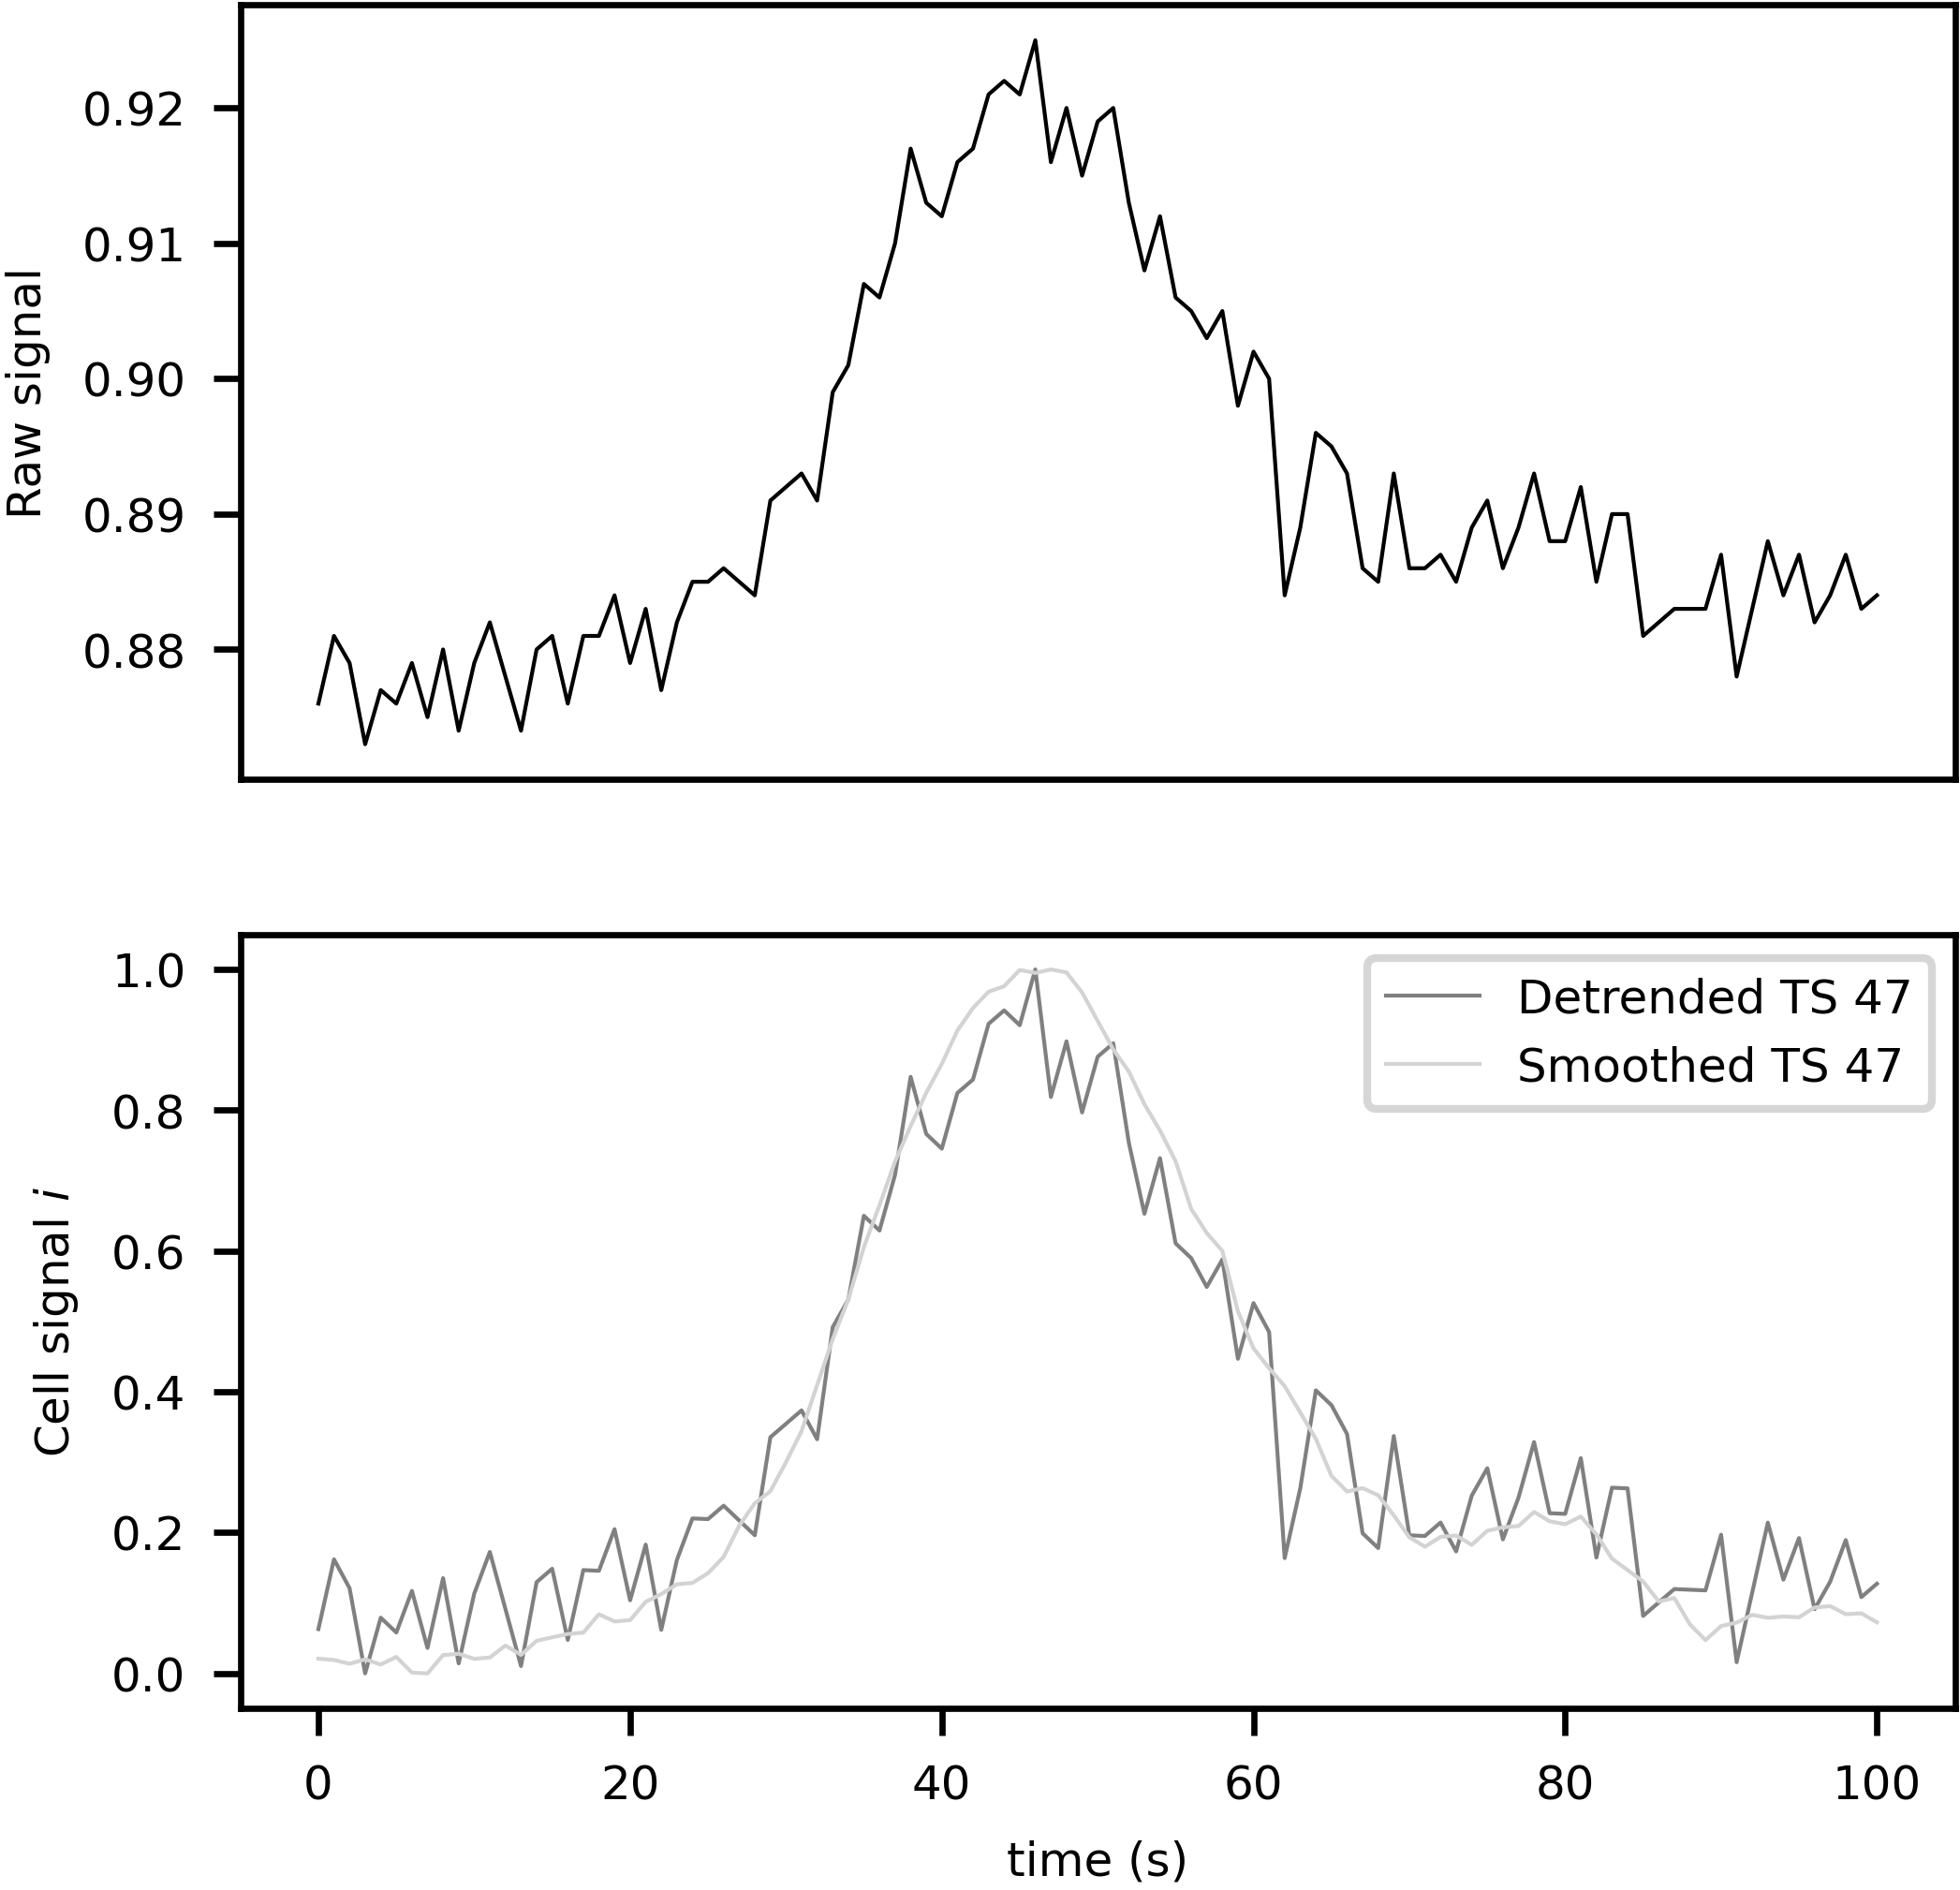 Raw signal
0.92
0.91
0.90
0.89
0.88
Cell signal i
1.0
0.8
0.6
0.4
0.2
0.0
Detrended TS 47
Smoothed TS 47
0 20 40 60 80 100
time (s)